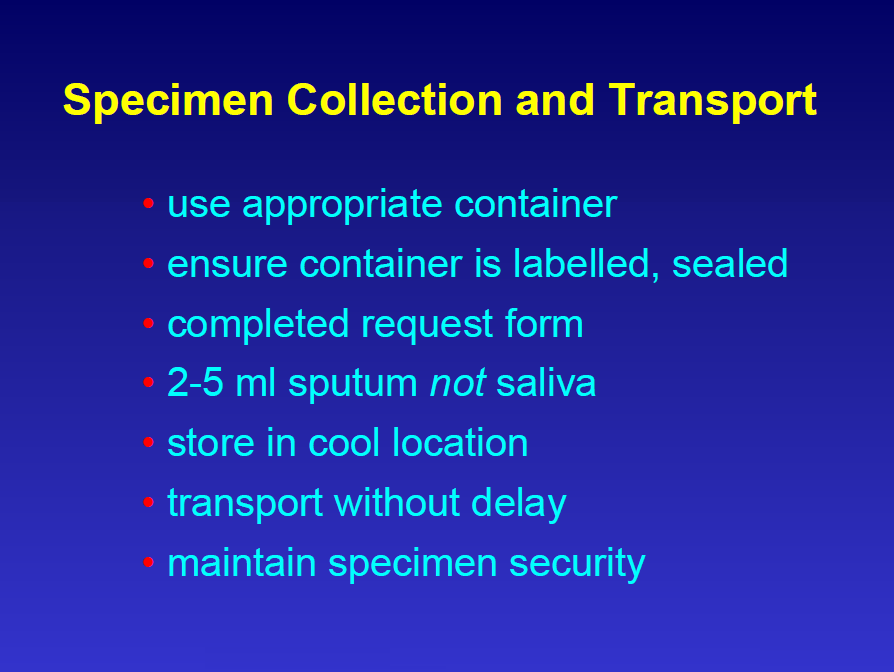 Specimen Collection and Transport
• use appropriate container
• ensure container is labelled, sealed
• completed request form
• 2-5 ml sputum not saliva
• store in cool location
• transport without delay
• maintain specimen security